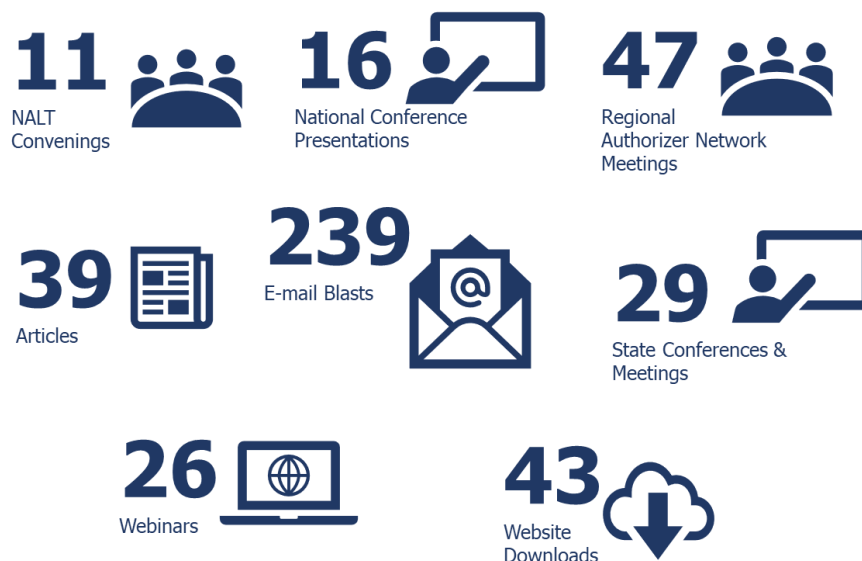 11
NALT
Convenings
16
National Conference
Presentations
47
Regional
Authorizer Network
Meetings
39
Articles
239
E-mail Blasts
@
29
State Conferences &
Meetings
26
Webinars
43
Website
Downloads